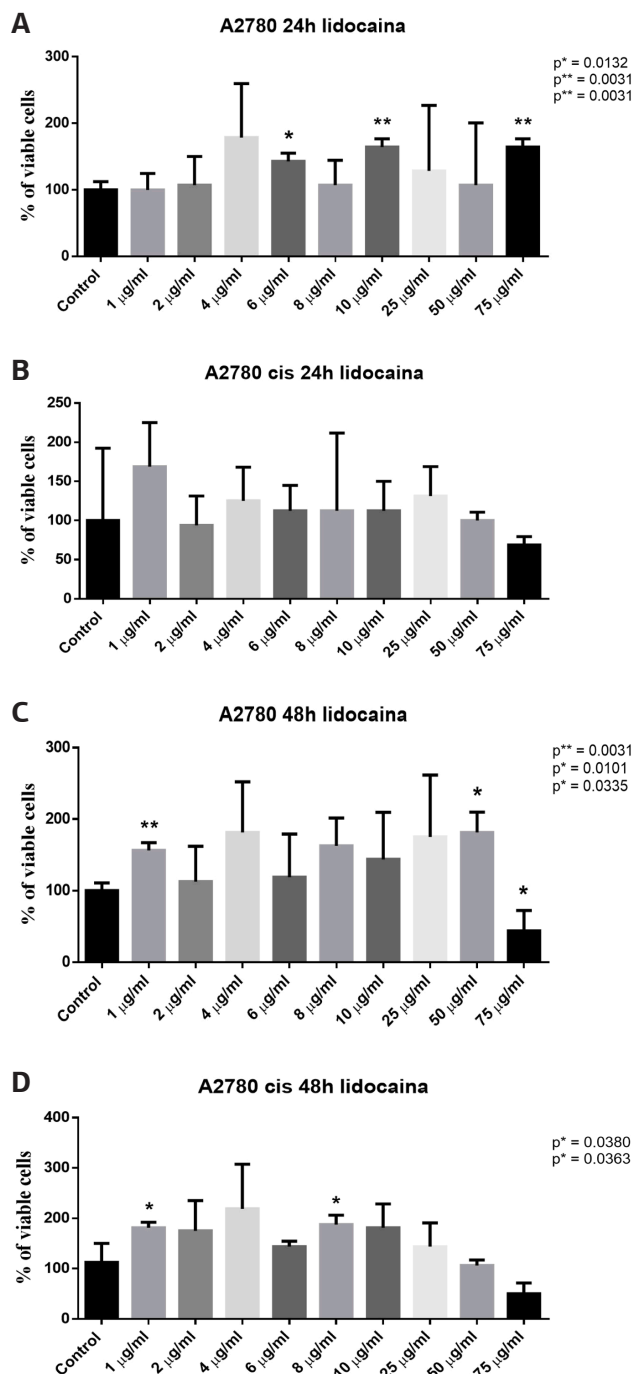 A
A2780 24h lidocaina
p* = 0.0132
p** = 0.0031
p** = 0.0031
% of viable cells
300
200
100
0
*
**
**
Control
1 µg/ml
2 µg/ml
4 µg/ml
6 µg/ml
8 µg/ml
10 µg/ml
25 µg/ml
50 µg/ml
75 µg/ml
B
A2780 cis 24h lidocaina
% of viable cells
250
200
150
100
50
0
Control
1 µg/ml
2 µg/ml
4 µg/ml
6 µg/ml
8 µg/ml
10 µg/ml
25 µg/ml
50 µg/ml
75 µg/ml
C
A2780 48h lidocaina
p** = 0.0031
p* = 0.0101
p* = 0.0335
% of viable cells
300
200
100
0
**
*
*
Control
1 µg/ml
2 µg/ml
4 µg/ml
6 µg/ml
8 µg/ml
10 µg/ml
25 µg/ml
50 µg/ml
75 µg/ml
D
A2780 cis 48h lidocaina
p* = 0.0380
p* = 0.0363
% of viable cells
400
300
200
100
0
*
*
Control
1 µg/ml
2 µg/ml
4 µg/ml
6 µg/ml
8 µg/ml
10 µg/ml
25 µg/ml
50 µg/ml
75 µg/ml